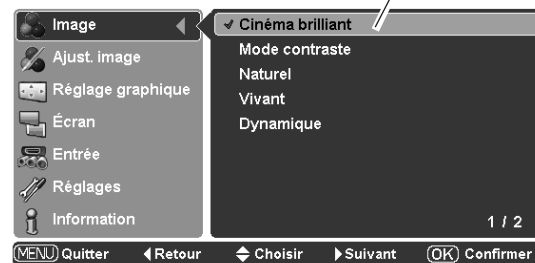 Image
Ajust. image
Réglage graphique
Écran
Entrée
Réglages
Information
Cinéma brilliant
Mode contraste
Naturel
Vivant
Dynamique
1 / 2
MENU Quitter Retour Choisir Suivant OK Confirmer